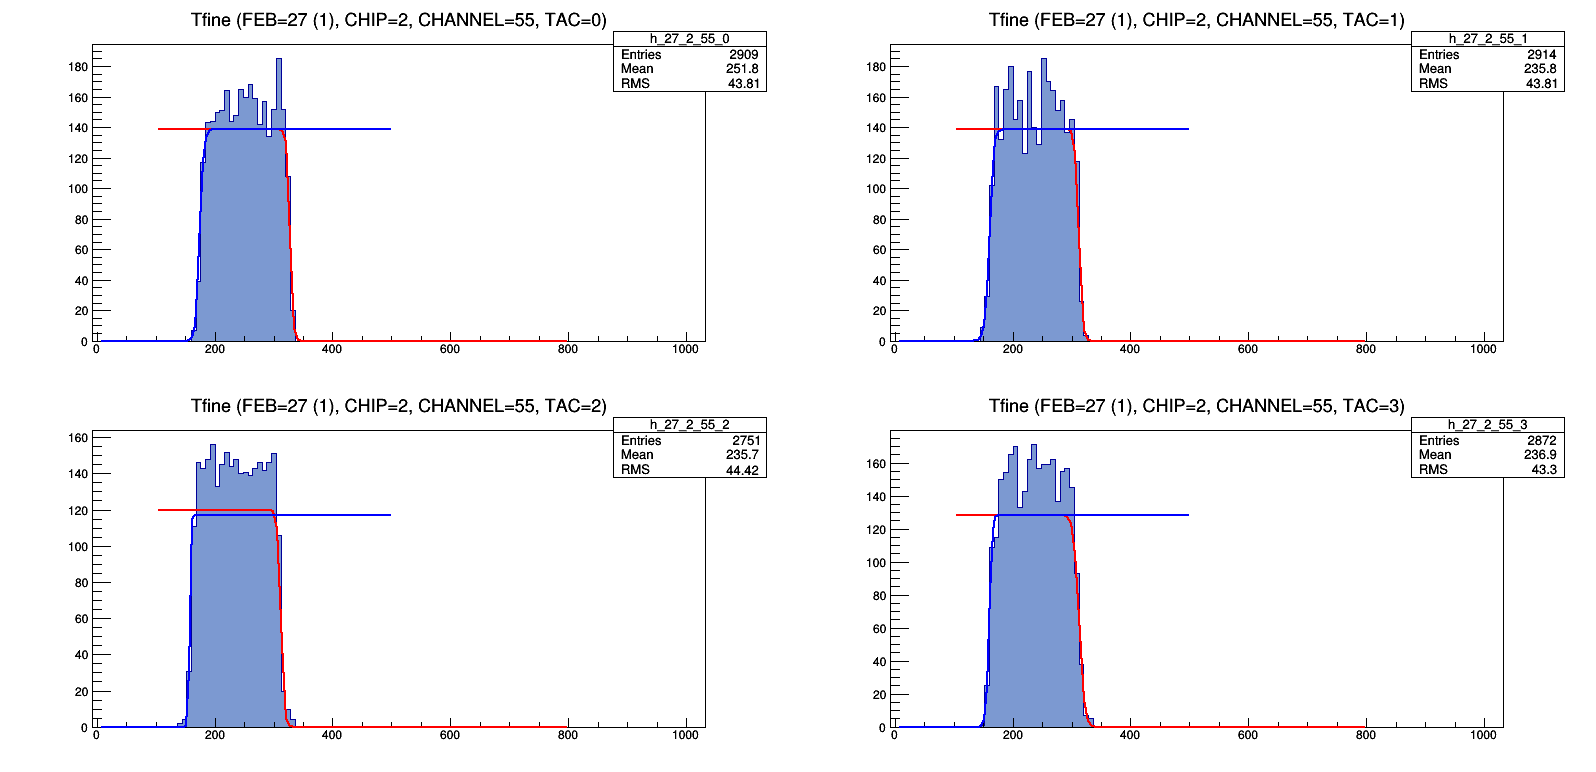 Tfine (FEB=27 (1), CHIP=2, CHANNEL=55, TAC=0)
h_27_2_55_0
Entries 2909
Mean 251.8
RMS 43.81
180
160
140
120
100
80
60
40
20
0
0 200 400 600 800 1000
Tfine (FEB=27 (1), CHIP=2, CHANNEL=55, TAC=1)
h_27_2_55_1
Entries 2914
Mean 235.8
RMS 43.81
180
160
140
120
100
80
60
40
20
0
0 200 400 600 800 1000
Tfine (FEB=27 (1), CHIP=2, CHANNEL=55, TAC=2)
h_27_2_55_2
Entries 2751
Mean 235.7
RMS 44.42
160
140
120
100
80
60
40
20
0
0 200 400 600 800 1000
Tfine (FEB=27 (1), CHIP=2, CHANNEL=55, TAC=3)
h_27_2_55_3
Entries 2872
Mean 236.9
RMS 43.3
160
140
120
100
80
60
40
20
0
0 200 400 600 800 1000